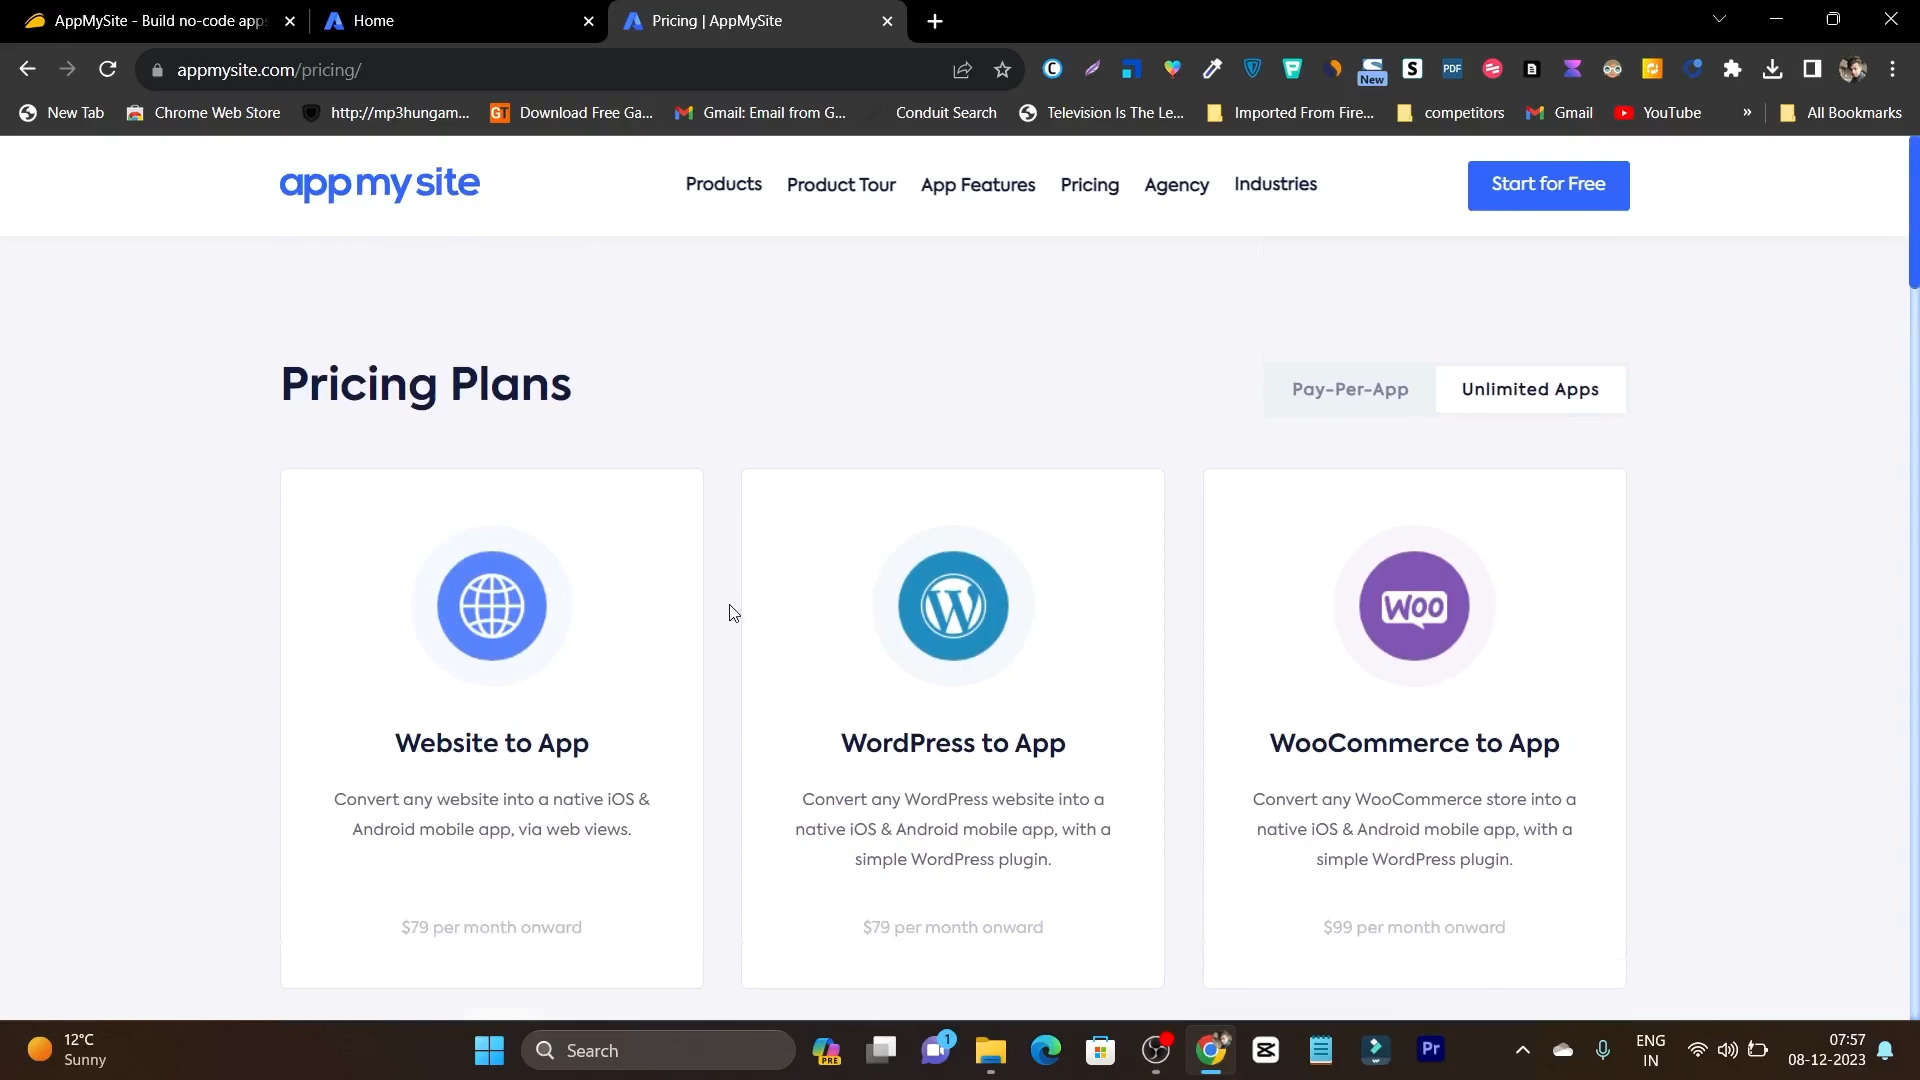 AppMySite - Build no-code apps
Home
Pricing | AppMySite
appmysite.com/pricing/
New
PDF
New Tab
Chrome Web Store
http://mp3hungam...
GT
Download Free Ga...
Gmail: Email from G...
Conduit Search
Television Is The Le...
Imported From Fire...
competitors
Gmail
YouTube
»
All Bookmarks
appmysite
Products
Product Tour
App Features
Pricing
Agency
Industries
Start for Free
Pricing Plans
Pay-Per-App
Unlimited Apps
Woo
Website to App
Convert any website into a native iOS &
Android mobile app, via web views.
$79 per month onward
WordPress to App
Convert any WordPress website into a
native iOS & Android mobile app, with a
simple WordPress plugin.
$79 per month onward
WooCommerce to App
Convert any WooCommerce store into a
native iOS & Android mobile app, with a
simple WordPress plugin.
$99 per month onward
12°C
Sunny
Search
PRE
1
Pr
ENG
IN
07:57
08-12-2023